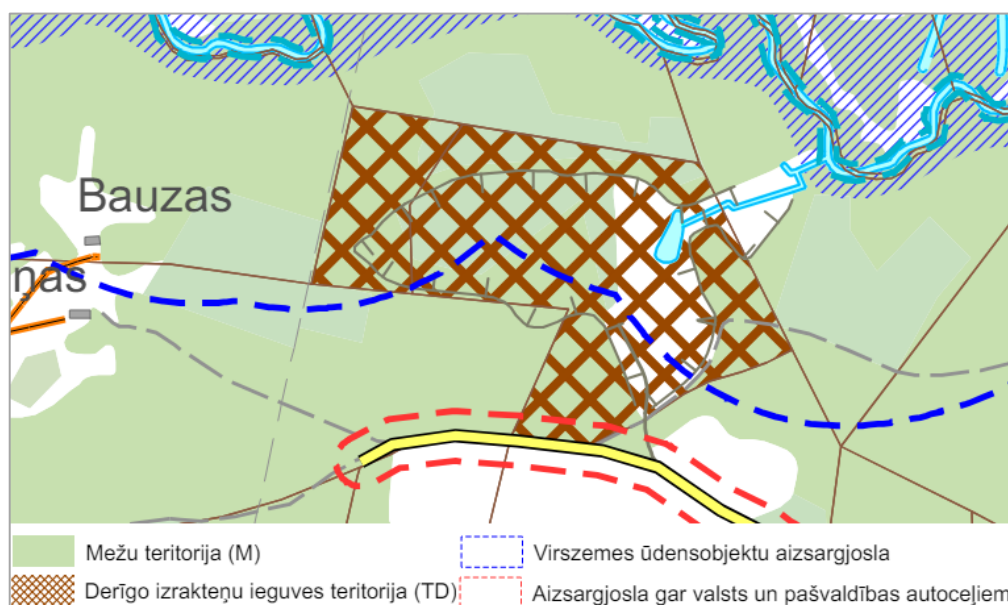 Bauzas
ņas
Mežu teritorija (M)
Virszemes ūdensobjektu aizsargjosla
Derīgo izrakteņu ieguves teritorija (TD)
Aizsargjosla gar valsts un pašvaldības autoceļiem